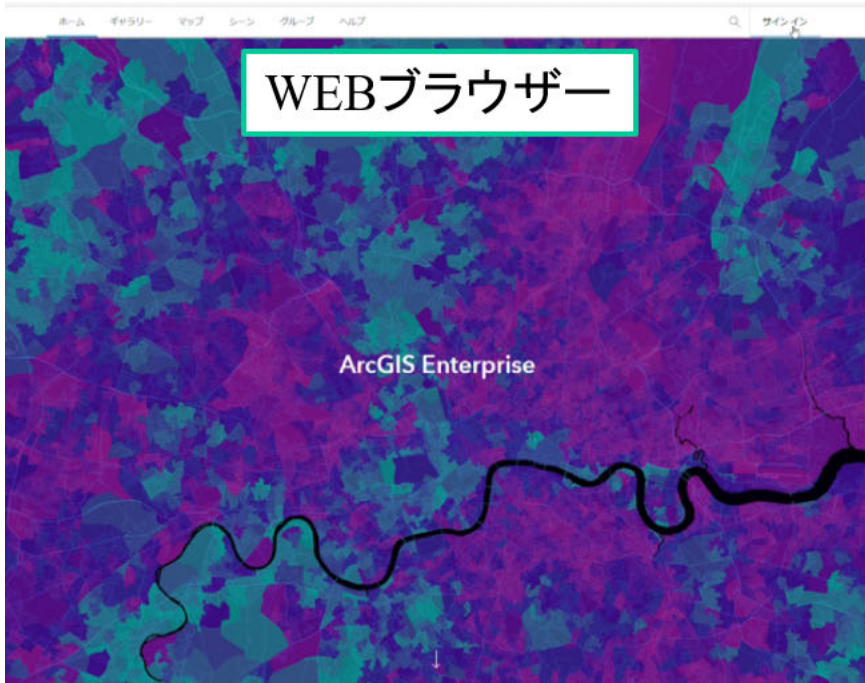 ホーム ギャラリー マップ シーン グループ ヘルプ サイン イン
WEBブラウザー
ArcGIS Enterprise